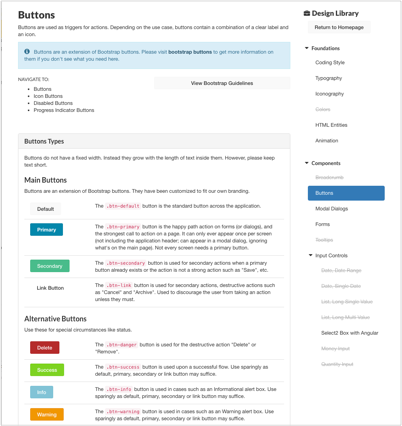 Buttons
Buttons are used as triggers for actions. Depending on the use case, buttons contain a combination of a clear label and
an icon.
Buttons are an extension of Bootstrap buttons. Please visit bootstrap buttons to get more information on
them if you don't see what you need here.
NAVIGATE TO:
Buttons
Icon Buttons
Disabled Buttons
Progress Indicator Buttons
View Bootstrap Guidelines
Buttons Types
Buttons do not have a fixed width. Instead they grow with the length of text inside them. However, please keep
text short.
Main Buttons
Buttons are an extension of Bootstrap buttons. They have been customized to fit our own branding.
Default
The .btn-default button is the standard button across the application.
Primary
The .btn-primary button is the happy path action on forms (or dialogs), and
the strongest call to action on a page. It can only ever appear once per screen
(not including the application header; can appear in a modal dialog, ignoring
what's on the main page). Not every screen needs a primary button.
Secondary
The .btn-secondary button is used for secondary actions when a primary
button already exists or the action is not a strong action such as "Save", etc.
Link Button
The .btn-link button is used for secondary actions, destructive actions such
as "Cancel" and "Archive". Used to discourage the user from taking an action
unless they must.
Alternative Buttons
Use these for special circumstances like status.
Delete
The .btn-danger button is used for the destructive action "Delete" or
"Remove".
Success
The .btn-success button is used upon a successful flow. Use sparingly as
default, primary, secondary or link button may suffice.
Info
The .btn-info button is used in cases such as an Informational alert box. Use
sparingly as default, primary, secondary or link button may suffice.
Warning
The .btn-warning button is used in cases such as an Warning alert box. Use
sparingly as default, primary, secondary or link button may suffice.
Design Library
Return to Homepage
Foundations
Coding Style
Typography
Iconography
Colors
HTML Entities
Animation
Components
Breadcrumb
Buttons
Modal Dialogs
Forms
Tooltips
Input Controls
Date, Date Range
Date, Single Date
List, Long Single Value
List, Long Multi Value
Select2 Box with Angular
Money Input
Quantity Input